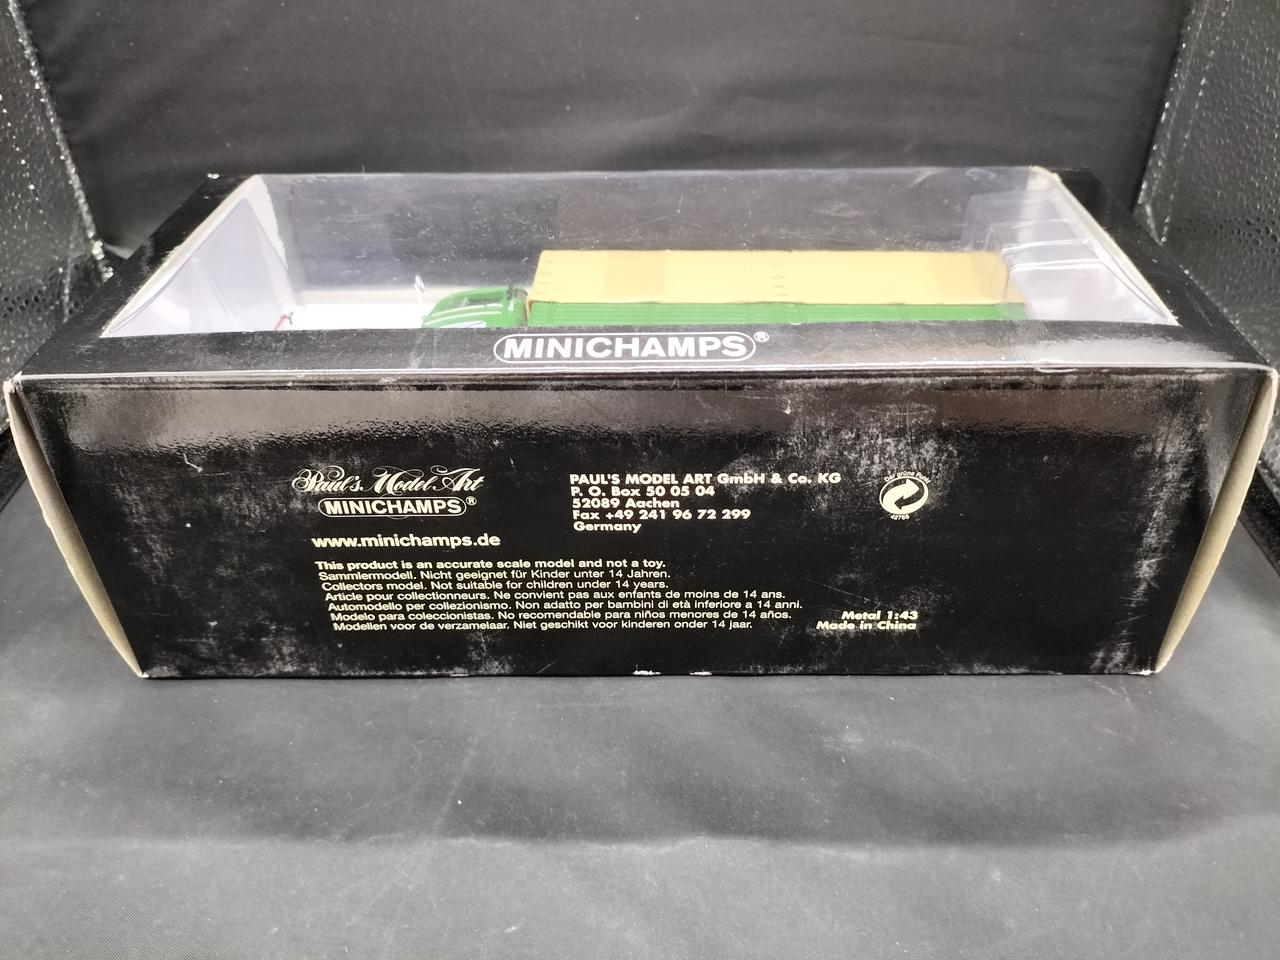 MINICHAMPS®
Paul's Model Art
MINICHAMPS®
www.minichamps.de
PAUL'S MODEL ART GmbH & Co. KG
P. O. Box 50 05 04
52089 Aachen
Fax +49 241 96 72 299
Germany
Der grüne Punkt
42765
This product is an accurate scale model and not a toy.
Sammlermodell. Nicht geeignet für Kinder unter 14 Jahren.
Collectors model. Not suitable for children under 14 years.
Article pour collectionneurs. Ne convient pas aux enfants de moins de 14 ans.
Automodello per collezionismo. Non adatto per bambini di età inferiore a 14 anni.
Modelo para coleccionistas. No recomendable para niños menores de 14 años.
Modellen voor de verzamelaar. Niet geschikt voor kinderen onder 14 jaar.
Metal 1:43
Made in China